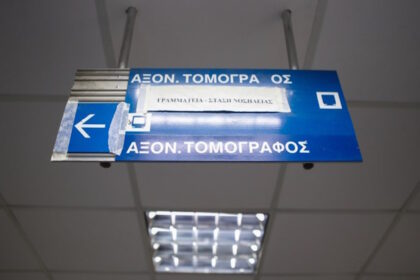 ΑΞΟΝ. ΤΟΜΟΓΡΑ ΟΣ
ΓΡΑΜΜΑΤΕΙΑ - ΣΤΑΣΗ ΝΟΣΗΛΕΙΑΣ
ΑΞΟΝ. ΤΟΜΟΓΡΑΦΟΣ